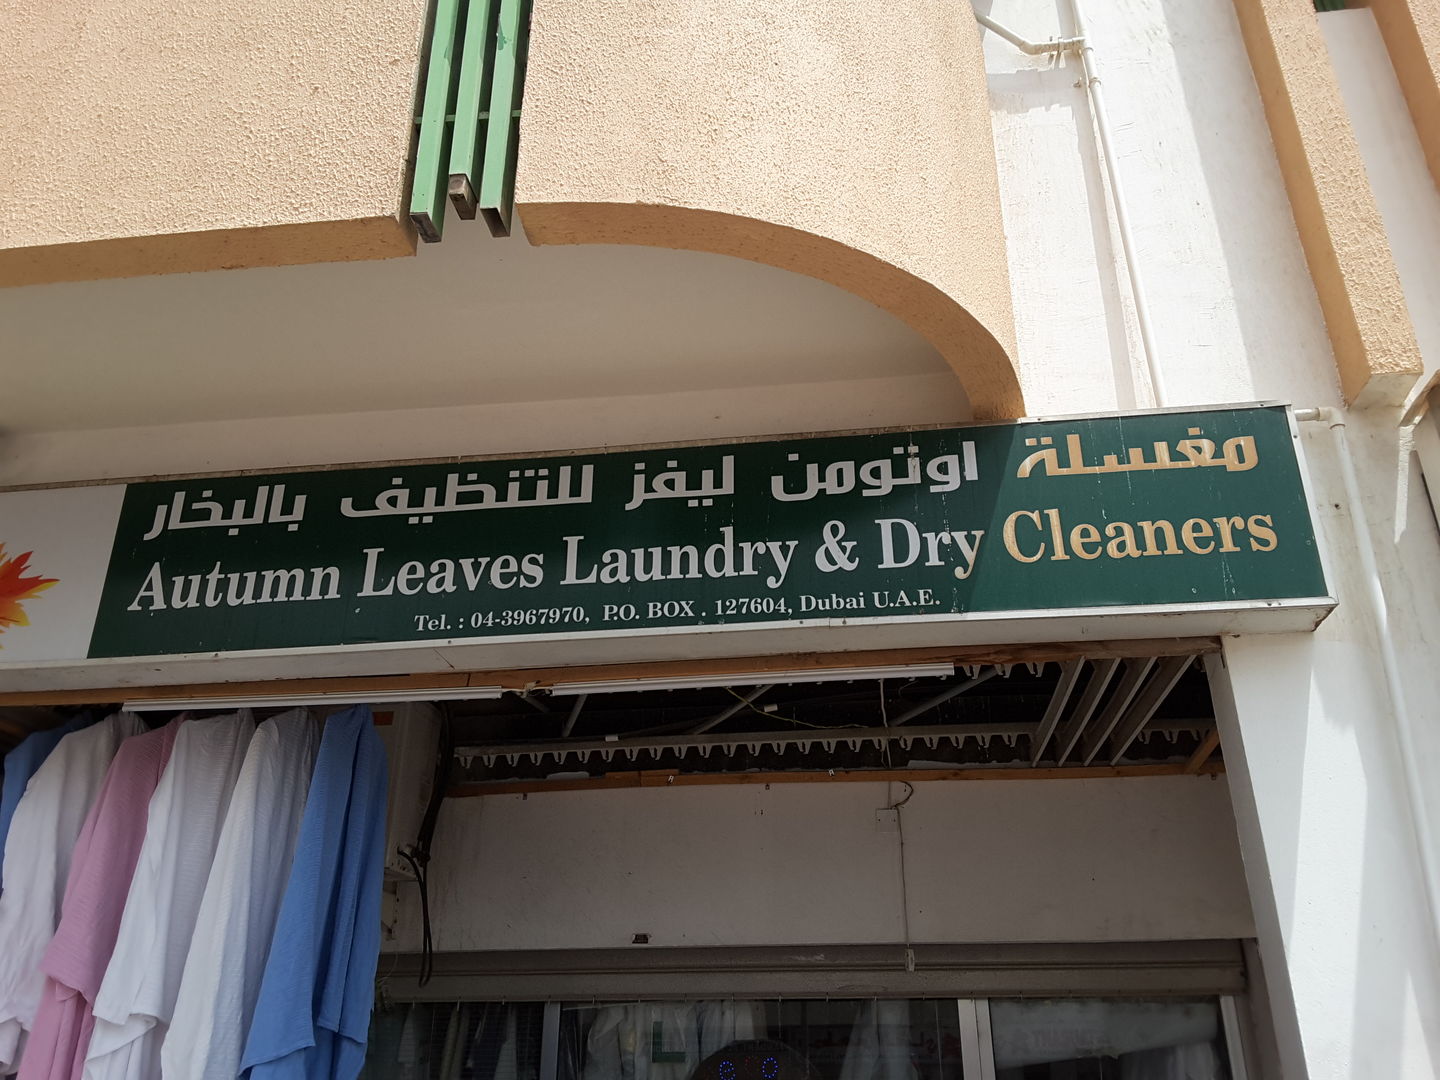 مغسلة اوتومن ليفز للتنظيف بالبخار
Autumn Leaves Laundry & Dry Cleaners
Tel. : 04-3967970, P.O. BOX . 127604, Dubai U.A.E.